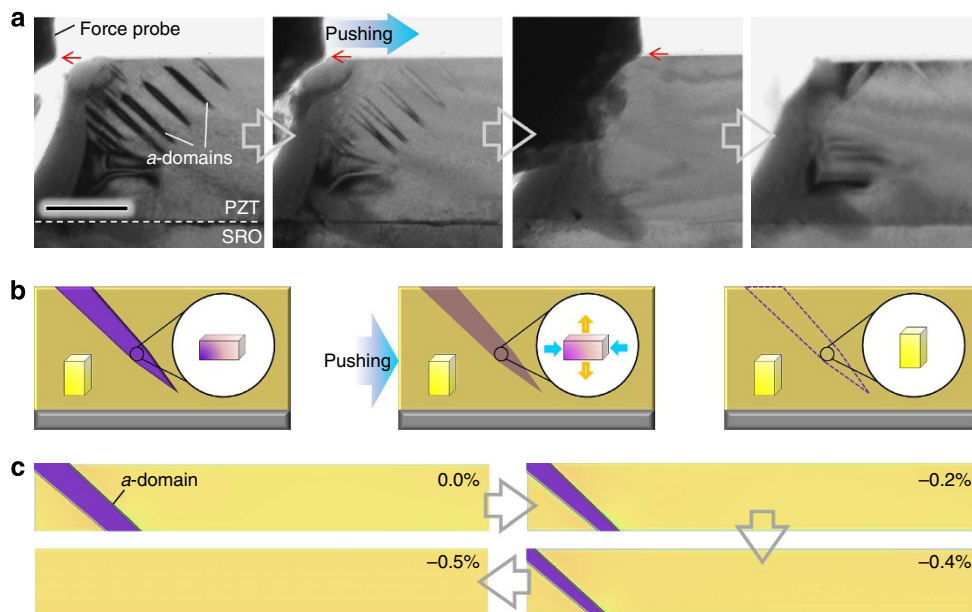 a
Force probe
Pushing
a-domains
PZT
SRO
b
Pushing
c
a-domain
0.0%
–0.2%
–0.5%
–0.4%